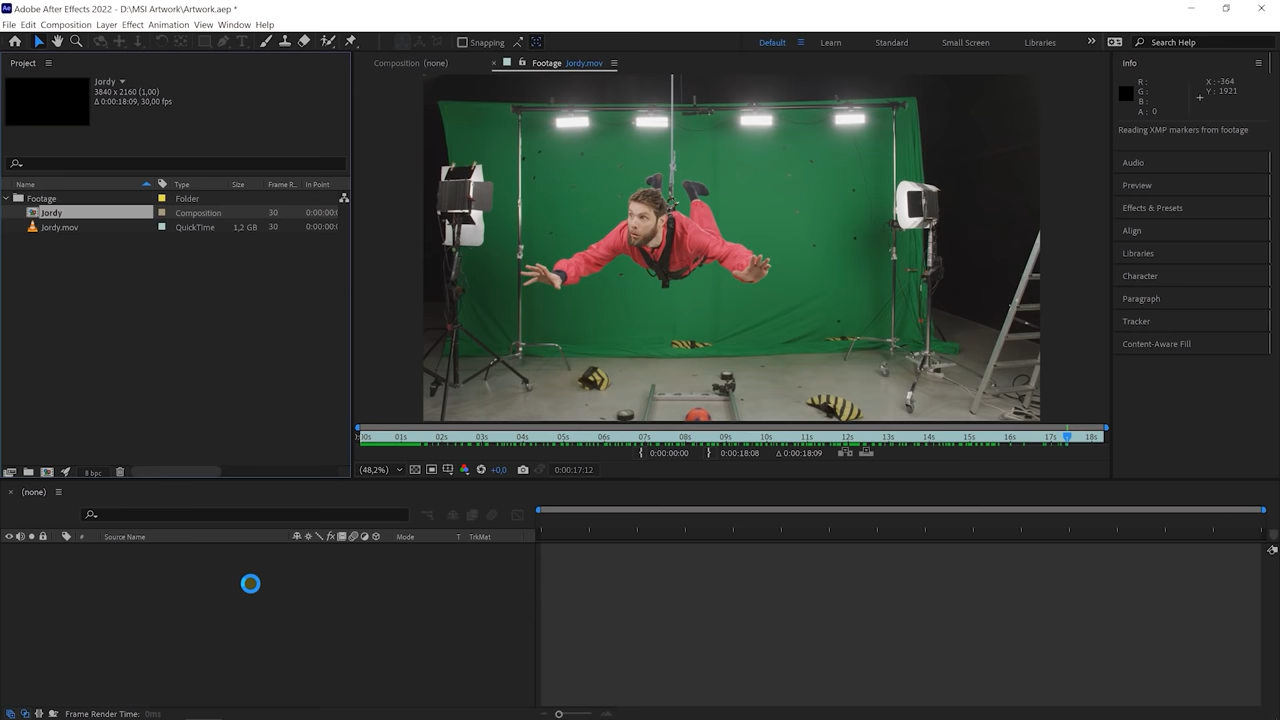 Adobe After Effects 2022 - D:\MSI Artwork\Artwork.aep *
File Edit Composition Layer Effect Animation View Window Help
Snapping
Default Learn Standard Small Screen Libraries Search Help
Project
Composition (none)
Footage Jordy.mov
Info
Jordy
3840 x 2160 (1,00)
Δ 0:00:18:09, 30,00 fps
R :
G :
B :
A : 0
X : -364
Y : 1921
Reading XMP markers from footage
Audio
Preview
Effects & Presets
Align
Libraries
Character
Paragraph
Tracker
Content-Aware Fill
Name Type Size Frame R... In Point
Footage Folder
Jordy Composition 30 0:00:00:
Jordy.mov QuickTime 1,2 GB 30 0:00:00:
00s 01s 02s 03s 04s 05s 06s 07s 08s 09s 10s 11s 12s 13s 14s 15s 16s 17s 18s
0:00:00:00 0:00:18:08 Δ 0:00:18:09
8 bpc
(48,2%) +0,0 0:00:17:12
(none)
# Source Name Mode T TrkMat
Frame Render Time: 0ms